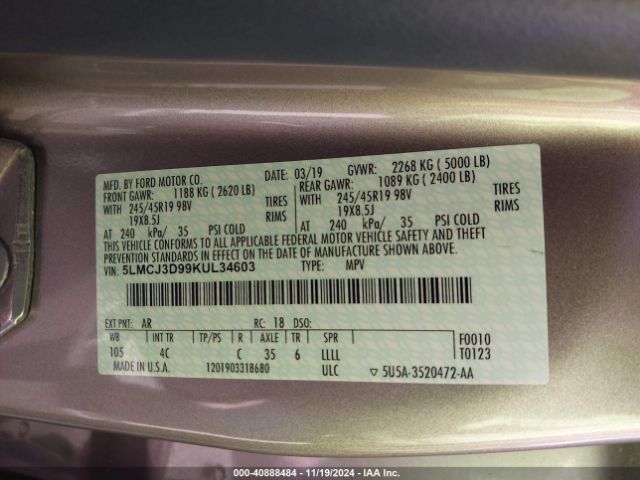 MFD. BY FORD MOTOR CO.
DATE: 03/19
GVWR: 2268 KG ( 5000 LB)
FRONT GAWR: 1188 KG ( 2620 LB)
REAR GAWR: 1089 KG ( 2400 LB)
WITH 245/45R19 98V TIRES
WITH 245/45R19 98V TIRES
19X8.5J RIMS
19X8.5J RIMS
AT 240 kPa/ 35 PSI COLD
AT 240 kPa/ 35 PSI COLD
THIS VEHICLE CONFORMS TO ALL APPLICABLE FEDERAL MOTOR VEHICLE SAFETY AND THEFT
PREVENTION STANDARDS IN EFFECT ON THE DATE OF MANUFACTURE SHOWN ABOVE.
VIN: 5LMCJ3D99KUL34603
TYPE: MPV
EXT PNT: AR RC: 18 DSO:
WB INT TR TP/PS R AXLE TR SPR
F0010
105 4C C 35 6 LLLL
T0123
MADE IN U.S.A. 1201903318680 ULC ▽ 5U5A-3520472-AA
000-40888484 - 11/19/2024 - IAA Inc.